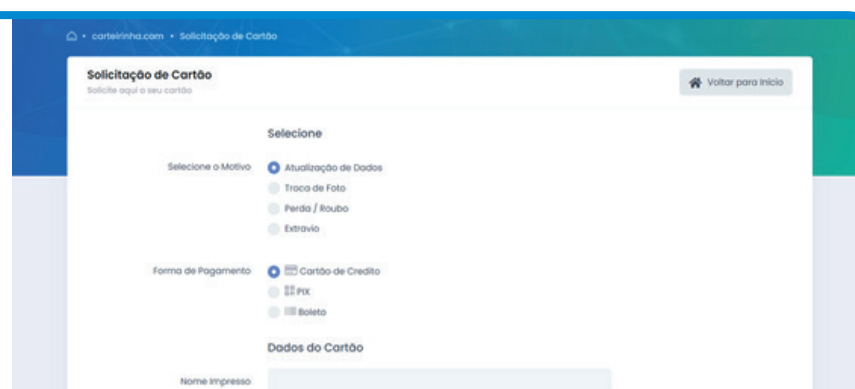 carteirinha.com • Solicitação de Cartão
Solicitação de Cartão
Solicite aqui o seu cartão
Voltar para Início
Selecione
Selecione o Motivo
Atualização de Dados
Troca de Foto
Perda / Roubo
Extravio
Forma de Pagamento
Cartão de Credito
PIX
Boleto
Dados do Cartão
Nome Impresso